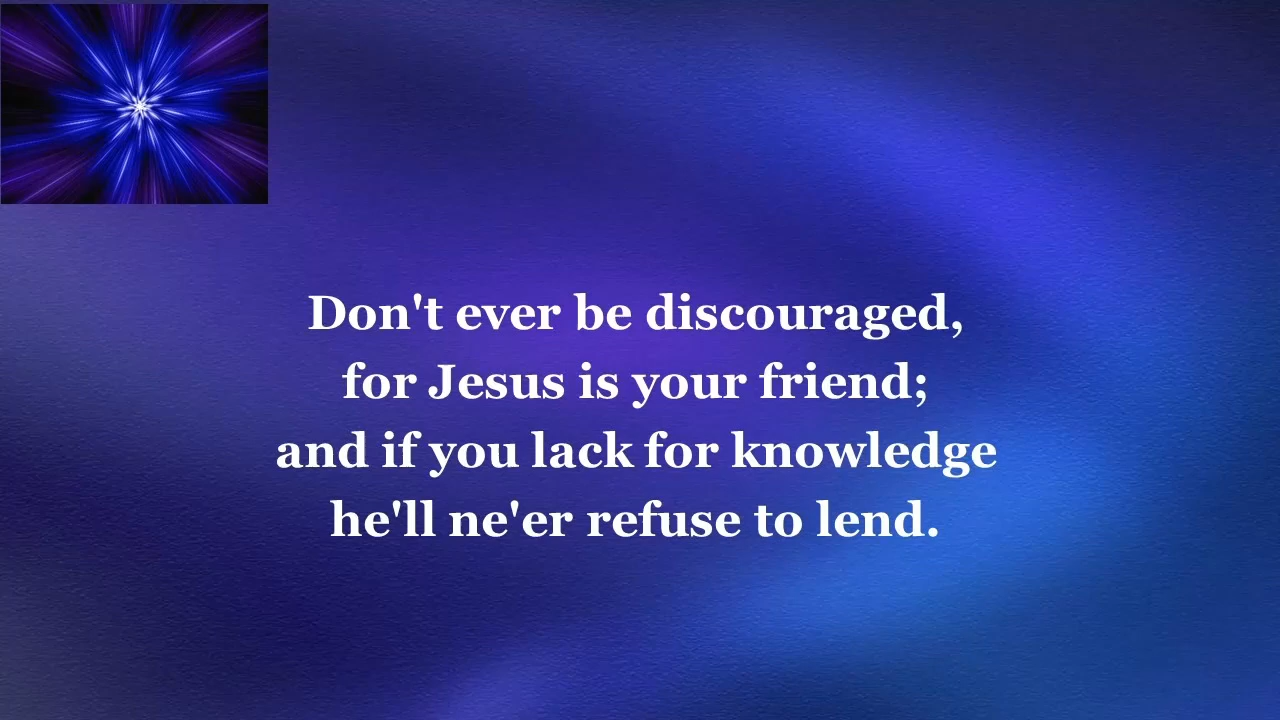 Don't ever be discouraged,
for Jesus is your friend;
and if you lack for knowledge
he'll ne'er refuse to lend.